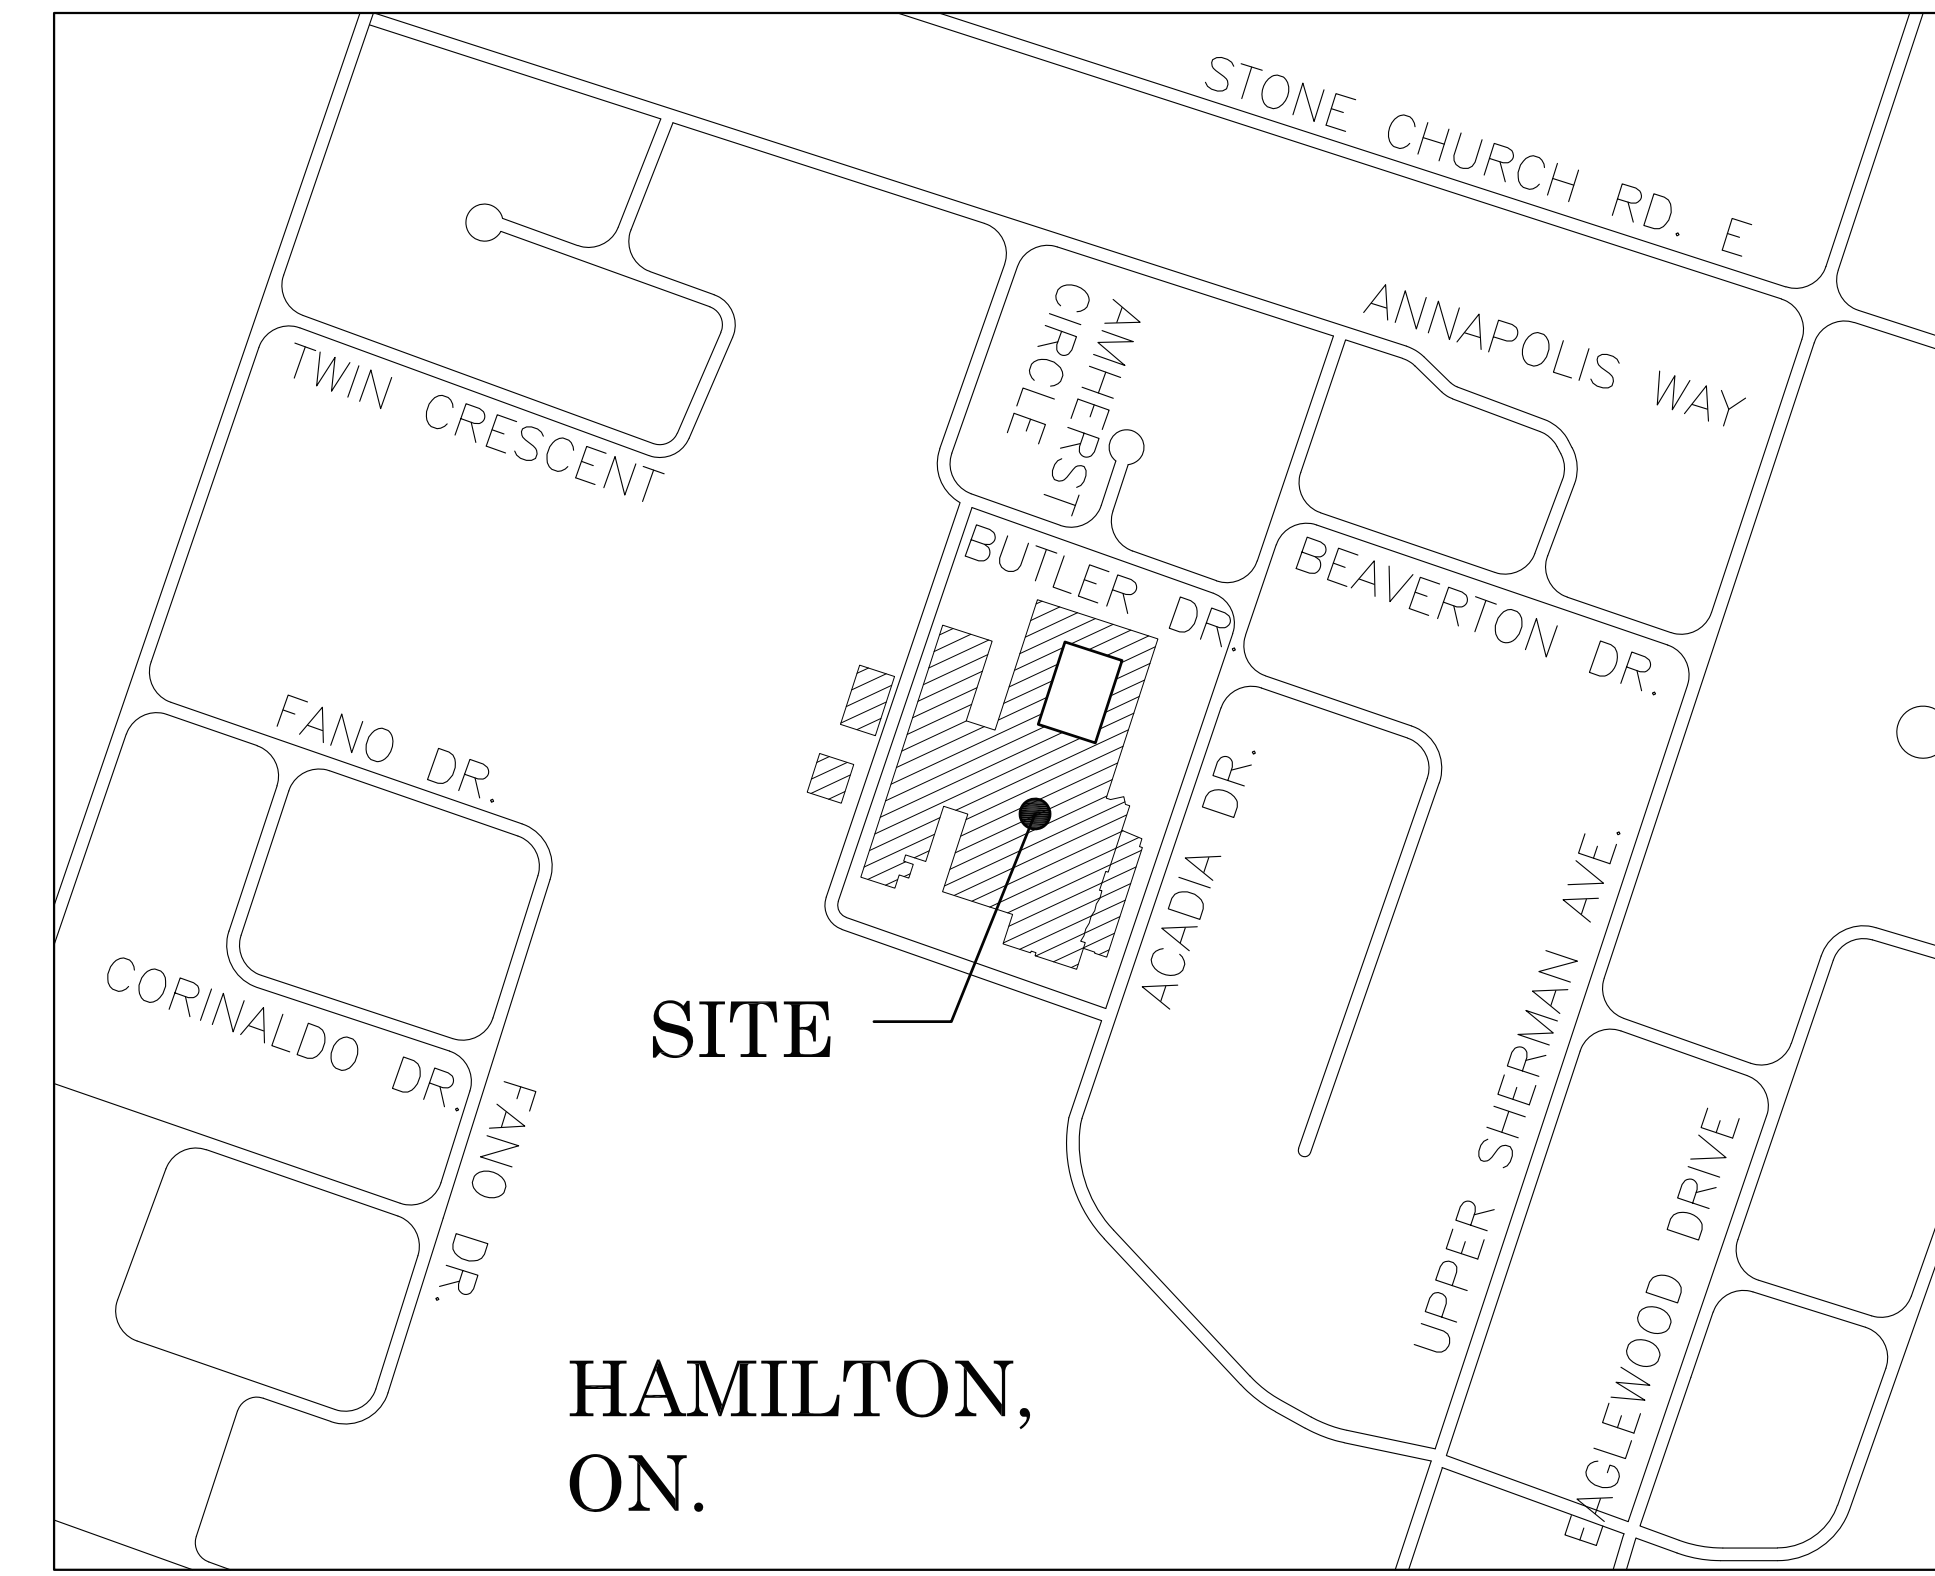 STONE CHURCH RD. E
ANNAPOLIS WAY
AMHERST
CIRCLE
TWIN CRESCENT
BUTLER DR.
BEAVERTON DR.
FANO DR.
ACADIA DR.
UPPER SHERMAN AVE.
CORINALDO DR.
SITE
FANO DR.
EAGLEWOOD DRIVE
HAMILTON,
ON.